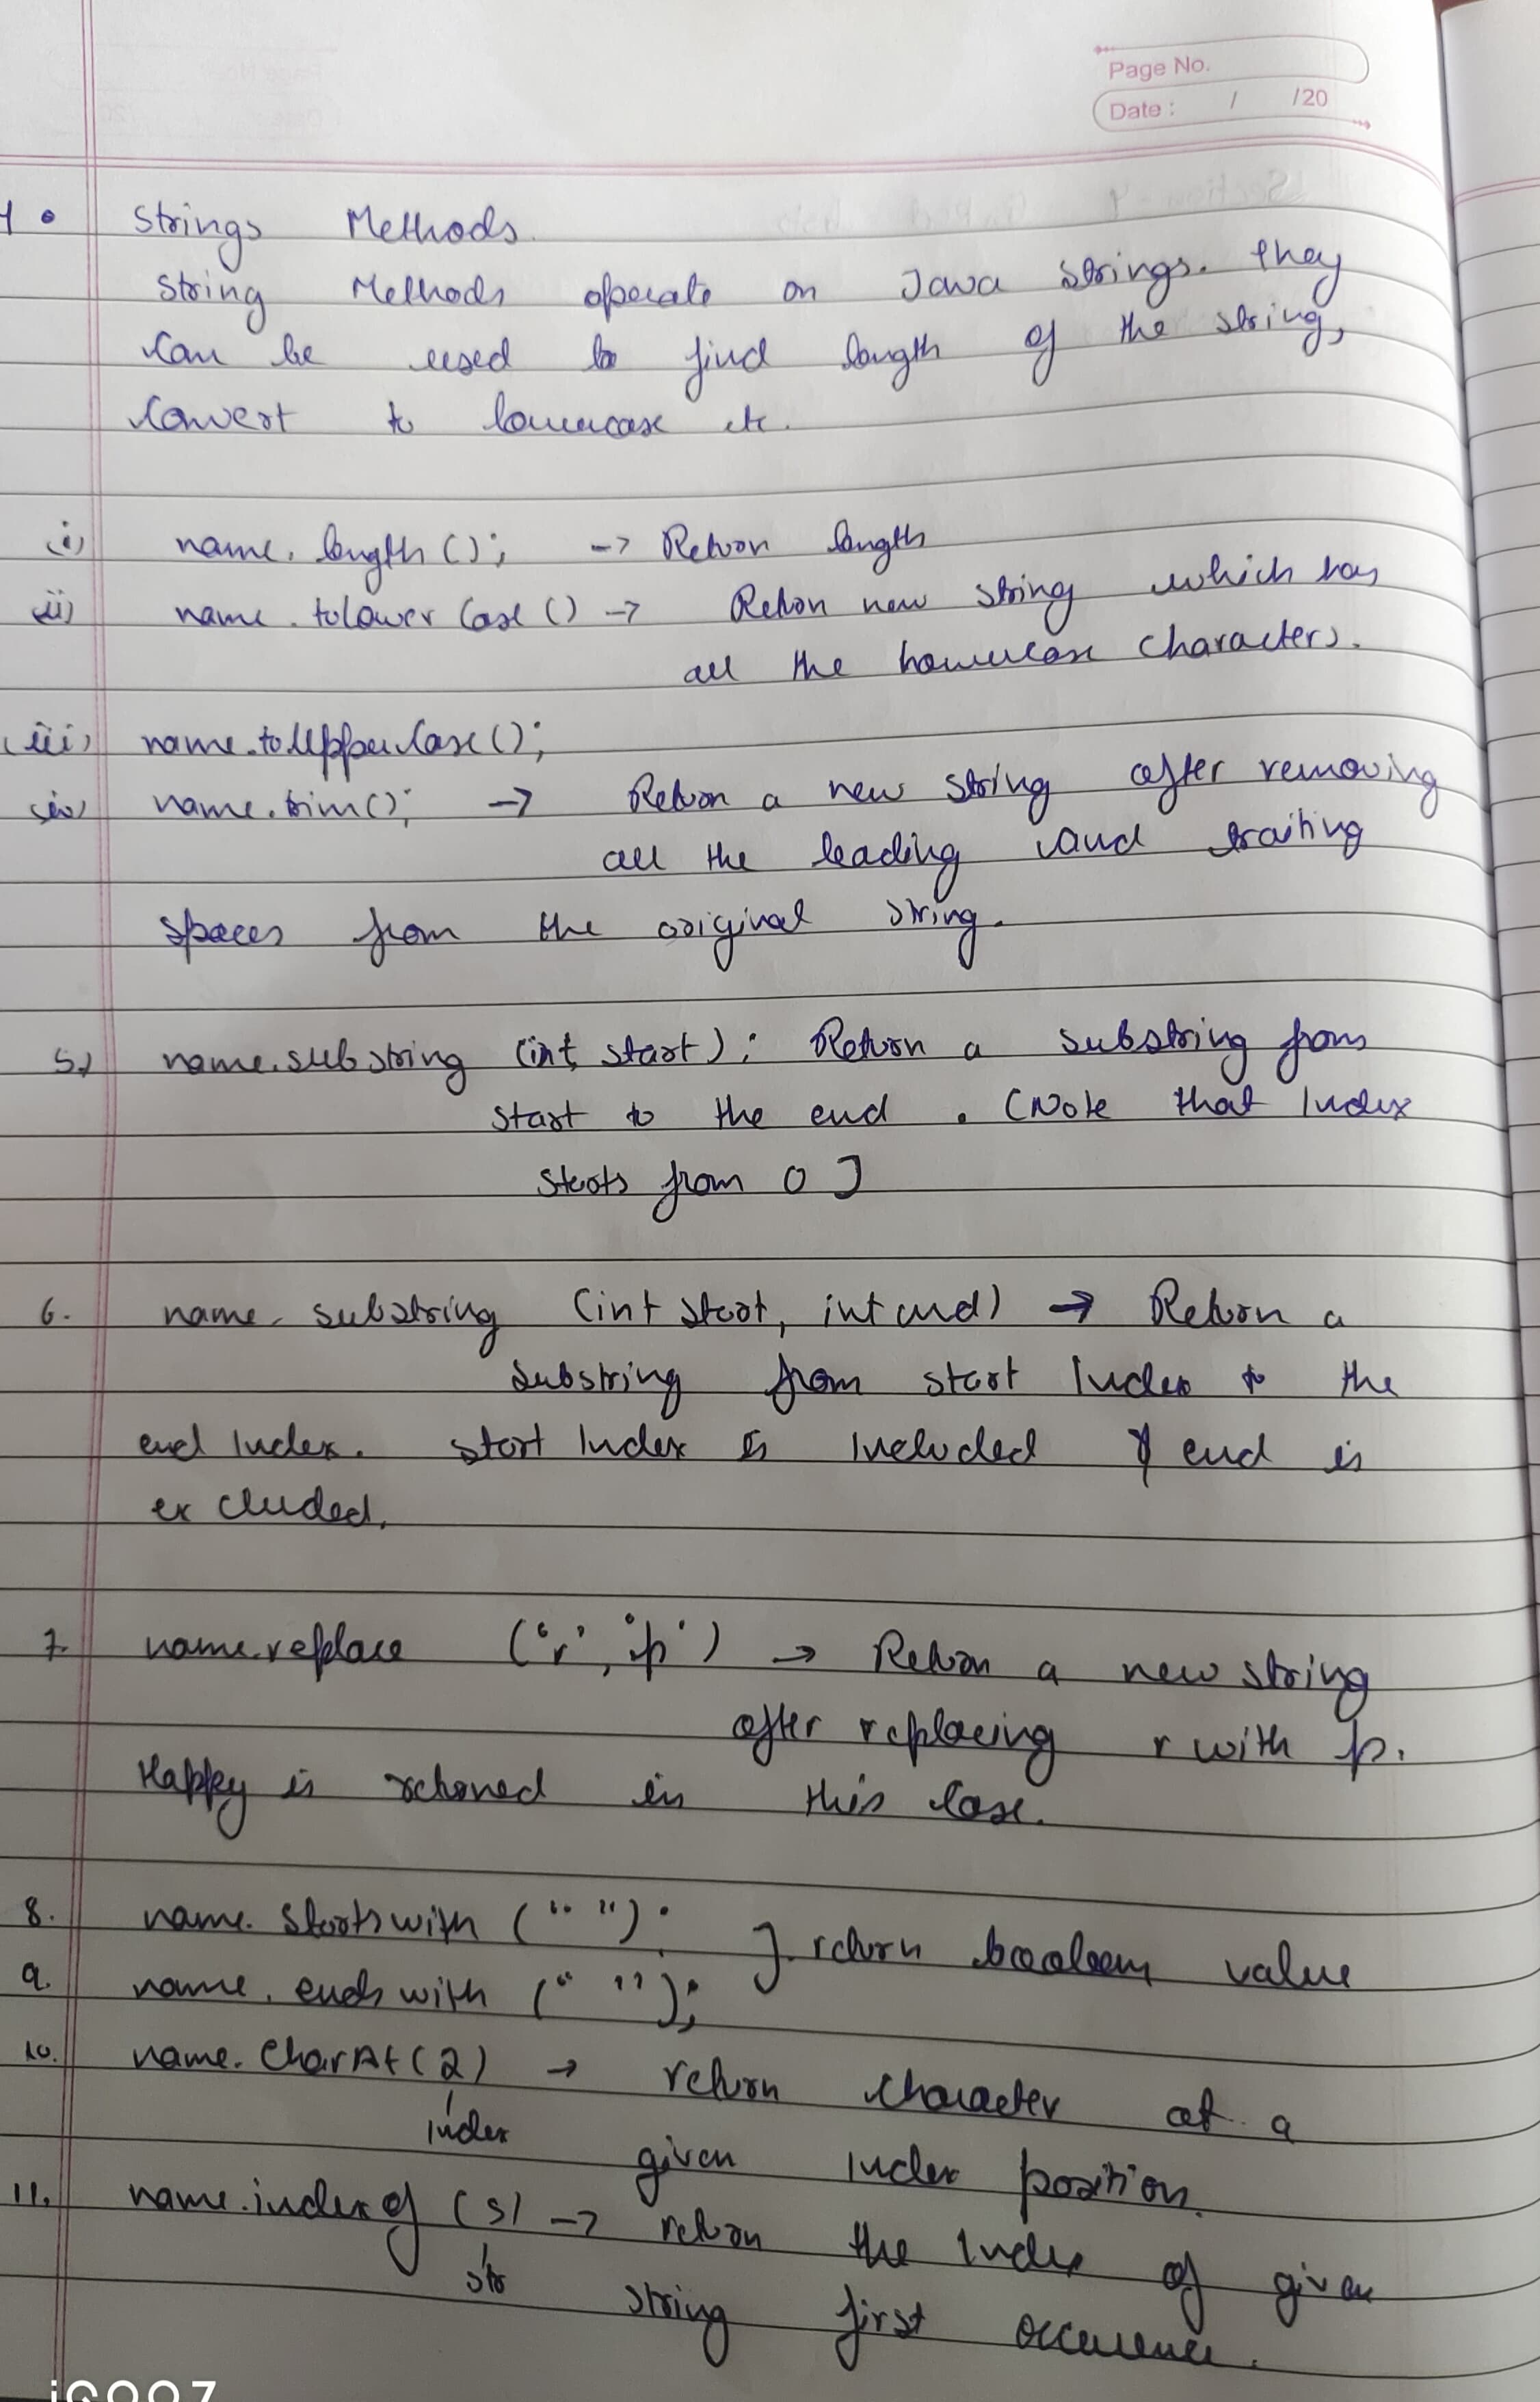 Page No.
Date : / /20
1. Strings Methods.
String Methods operate on Java Strings. they
Can be used to find length of the string,
Convert to lowercase etc.
(i) name. length (); -> Return length
(ii) name. toLower Case () -> Return new string which has
all the lowercase characters.
(iii) name.toUpperCase();
(iv) name.trim(); -> Return a new string after removing
all the leading and trailing
spaces from the original string.
5.) name.substring (int start): Return a substring from
start to the end. (Note that Index
starts from 0]
6. name. substring (int start, int end) -> Return a
substring from start Index to the
end Index. start Index is Included & end is
excluded.
7. name.replace ('r', 'p') -> Return a new string
after replacing r with p.
Happy is returned in this Case.
8. name. Startswith (" "): } return boolean value
9. name. endswith (" ");
10. name. CharAt(2) -> return Character at a
index given Index position.
11. name.indexof (s) -> return the Index of given
str string first occurence.
iQOO Z